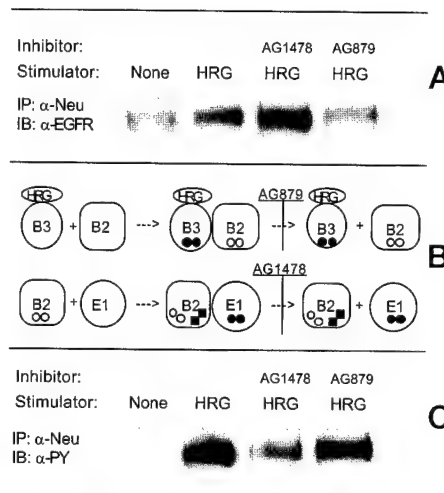 Inhibitor: AG1478 AG879
Stimulator: None HRG HRG HRG
IP: α-Neu
IB: α-EGFR
A
HRG HRG AG879 HRG
B3 + B2 ---> B3 B2 ---> B3 + B2
B
AG1478
B2 + E1 ---> B2 E1 ---> B2 + E1
Inhibitor: AG1478 AG879
Stimulator: None HRG HRG HRG
C
IP: α-Neu
IB: α-PY